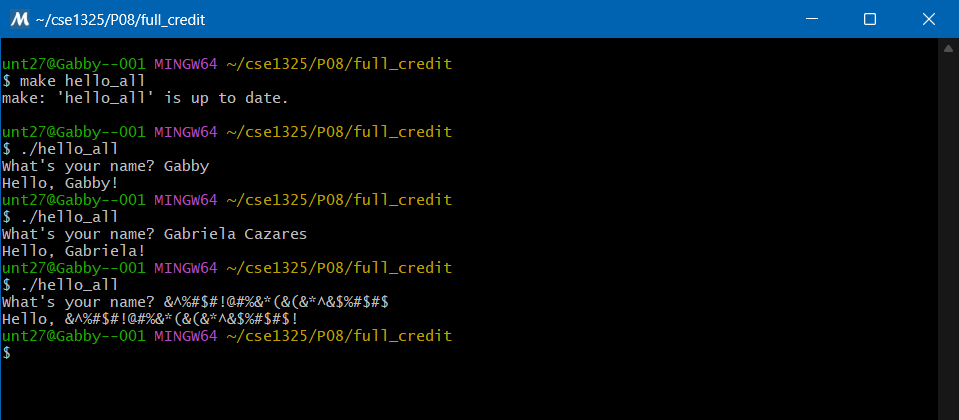 ~/cse1325/P08/full_credit
unt27@Gabby--001 MINGW64 ~/cse1325/P08/full_credit
$ make hello_all
make: 'hello_all' is up to date.
unt27@Gabby--001 MINGW64 ~/cse1325/P08/full_credit
$ ./hello_all
What's your name? Gabby
Hello, Gabby!
unt27@Gabby--001 MINGW64 ~/cse1325/P08/full_credit
$ ./hello_all
What's your name? Gabriela Cazares
Hello, Gabriela!
unt27@Gabby--001 MINGW64 ~/cse1325/P08/full_credit
$ ./hello_all
What's your name? &^%#$#!@#%&*(&(&*^&$%#$#$
Hello, &^%#$#!@#%&*(&(&*^&$%#$#$!
unt27@Gabby--001 MINGW64 ~/cse1325/P08/full_credit
$